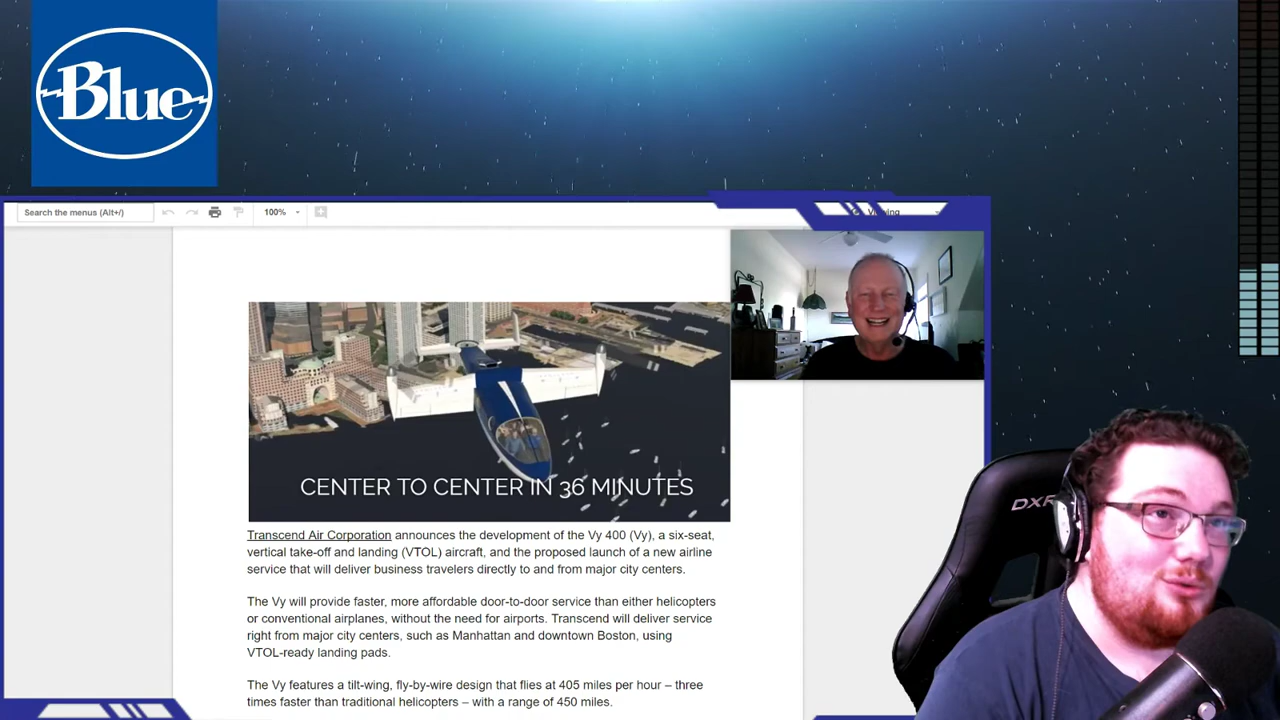 Blue
Search the menus (Alt+/)
100%
CENTER TO CENTER IN 36 MINUTES
Transcend Air Corporation announces the development of the Vy 400 (Vy), a six-seat,
vertical take-off and landing (VTOL) aircraft, and the proposed launch of a new airline
service that will deliver business travelers directly to and from major city centers.
The Vy will provide faster, more affordable door-to-door service than either helicopters
or conventional airplanes, without the need for airports. Transcend will deliver service
right from major city centers, such as Manhattan and downtown Boston, using
VTOL-ready landing pads.
The Vy features a tilt-wing, fly-by-wire design that flies at 405 miles per hour – three
times faster than traditional helicopters – with a range of 450 miles.